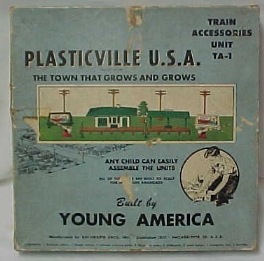 TRAIN
ACCESSORIES
UNIT
TA-1
PLASTICVILLE U.S.A.
THE TOWN THAT GROWS AND GROWS
ANY CHILD CAN EASILY
ASSEMBLE THE UNITS
Built by
YOUNG AMERICA